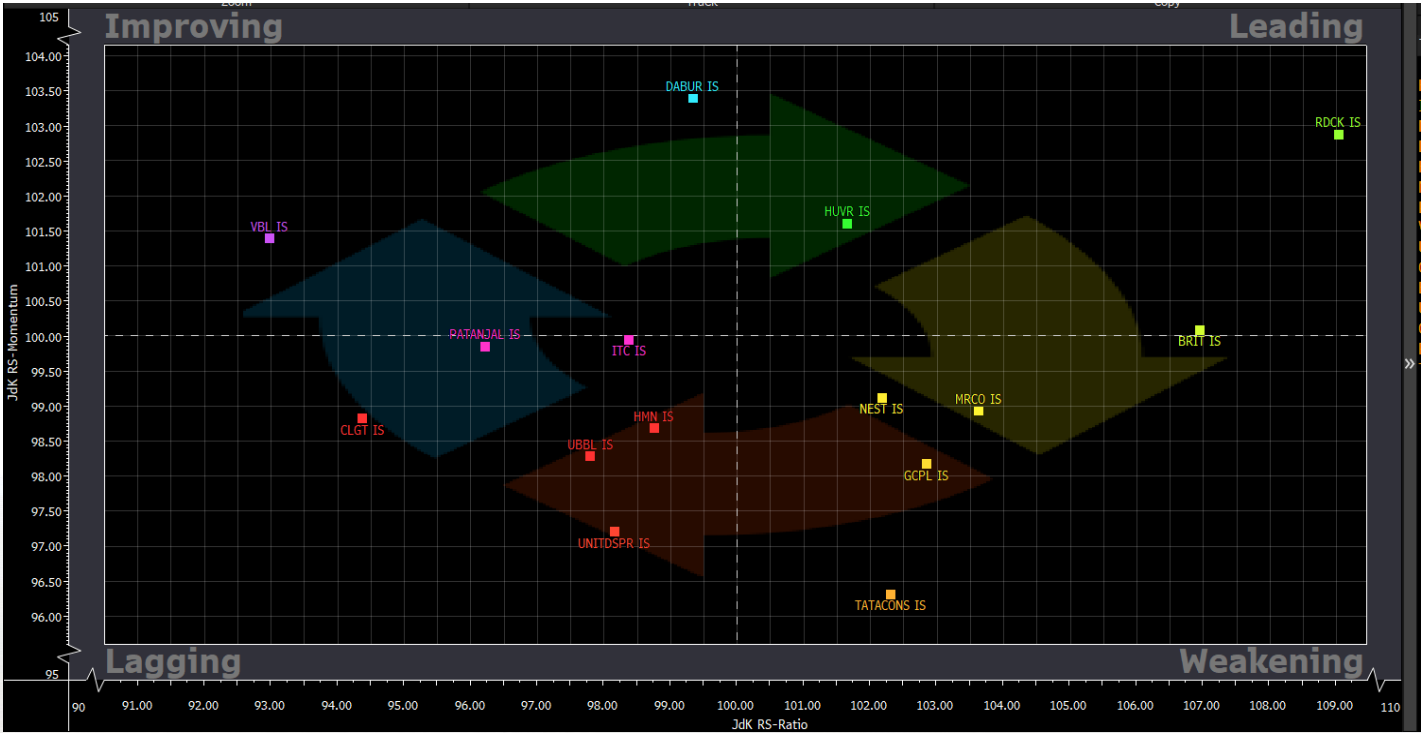 Zoom Track Copy
105
Improving Leading
104.00
DABUR IS
103.50
RDCK IS
103.00
102.50
102.00
HUVR IS
VBL IS
101.50
101.00
100.50
PATANJAL IS
100.00
BRIT IS
ITC IS
99.50
MRCO IS
NEST IS
99.00
HMN IS
CLGT IS
98.50
UBBL IS
GCPL IS
98.00
97.50
UNITDSPR IS
97.00
96.50
TATACONS IS
96.00
JdK RS-Momentum
»
Lagging Weakening
95
90 91.00 92.00 93.00 94.00 95.00 96.00 97.00 98.00 99.00 100.00 101.00 102.00 103.00 104.00 105.00 106.00 107.00 108.00 109.00 110
JdK RS-Ratio